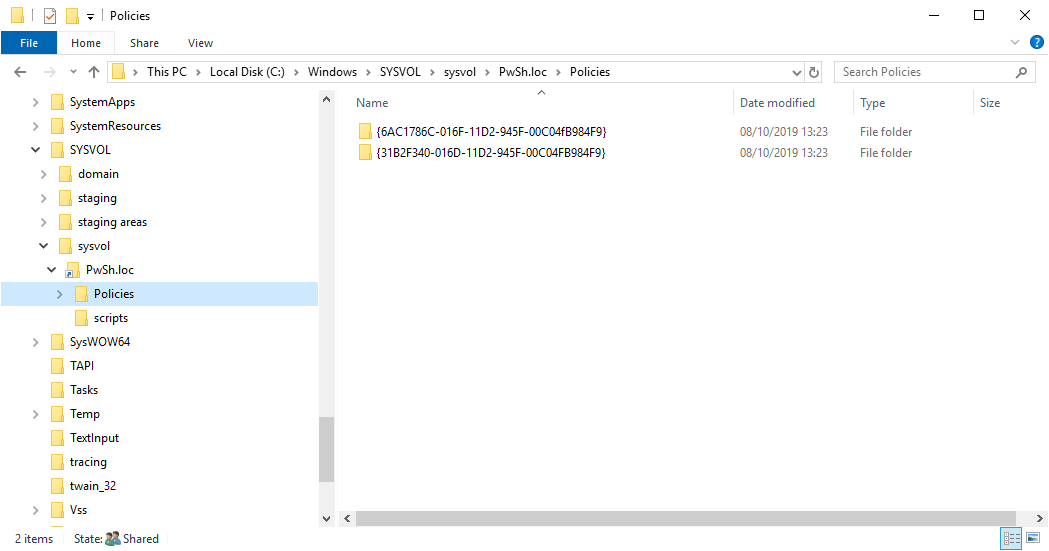 Policies
File Home Share View
This PC Local Disk (C:) Windows SYSVOL sysvol PwSh.loc Policies Search Policies
Name Date modified Type Size
{6AC1786C-016F-11D2-945F-00C04fB984F9} 08/10/2019 13:23 File folder
{31B2F340-016D-11D2-945F-00C04FB984F9} 08/10/2019 13:23 File folder
SystemApps
SystemResources
SYSVOL
domain
staging
staging areas
sysvol
PwSh.loc
Policies
scripts
SysWOW64
TAPI
Tasks
Temp
TextInput
tracing
twain_32
Vss
2 items State: Shared